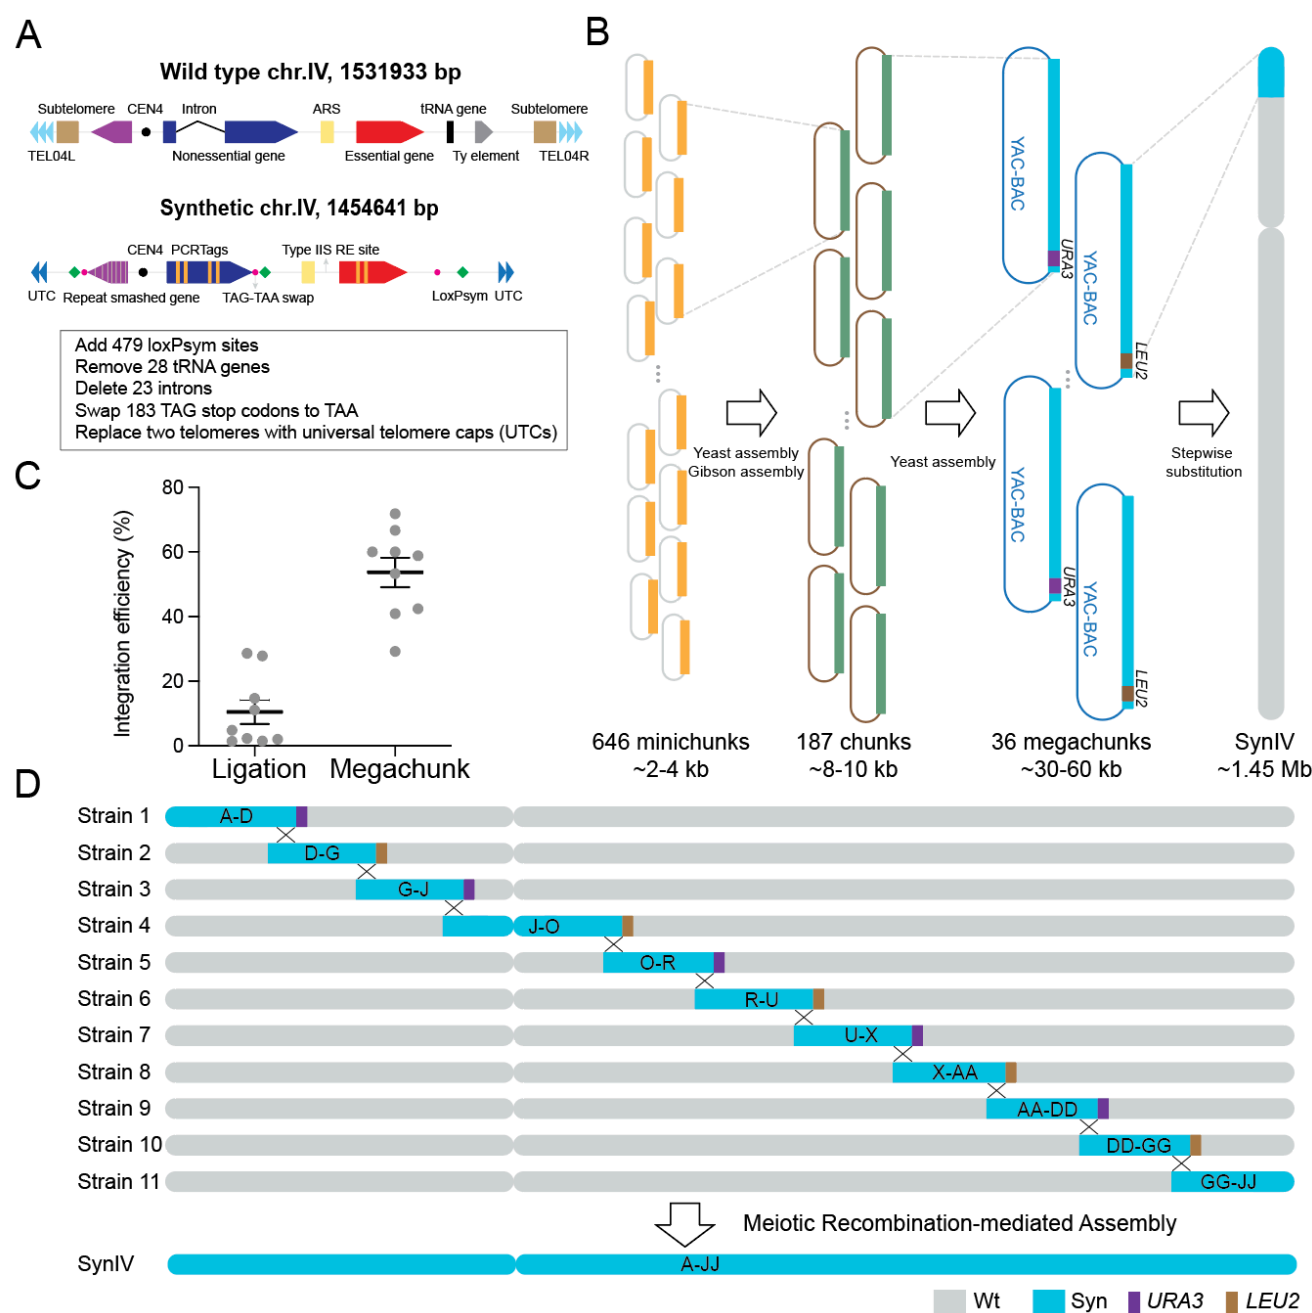 A
Wild type chr.IV, 1531933 bp
Subtelomere CEN4 Intron ARS tRNA gene Subtelomere
TEL04L Nonessential gene Essential gene Ty element TEL04R
Synthetic chr.IV, 1454641 bp
CEN4 PCRTags Type IIS RE site
UTC Repeat smashed gene TAG-TAA swap LoxPsym UTC
Add 479 loxPsym sites
Remove 28 tRNA genes
Delete 23 introns
Swap 183 TAG stop codons to TAA
Replace two telomeres with universal telomere caps (UTCs)
B
YAC-BAC
URA3
YAC-BAC
LEU2
YAC-BAC
URA3
YAC-BAC
LEU2
Yeast assembly
Gibson assembly
Yeast assembly
Stepwise
substitution
646 minichunks
~2-4 kb
187 chunks
~8-10 kb
36 megachunks
~30-60 kb
SynIV
~1.45 Mb
C
Integration efficiency (%)
80
60
40
20
0
Ligation Megachunk
D
Strain 1 A-D
Strain 2 D-G
Strain 3 G-J
Strain 4 J-O
Strain 5 O-R
Strain 6 R-U
Strain 7 U-X
Strain 8 X-AA
Strain 9 AA-DD
Strain 10 DD-GG
Strain 11 GG-JJ
Meiotic Recombination-mediated Assembly
SynIV A-JJ
Wt Syn URA3 LEU2